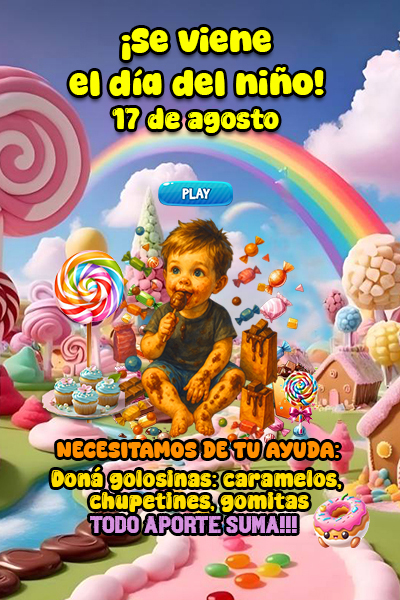 ¡Se viene
el día del niño!
17 de agosto
PLAY
NECESITAMOS DE TU AYUDA:
Doná golosinas: caramelos,
chupetines, gomitas
TODO APORTE SUMA!!!